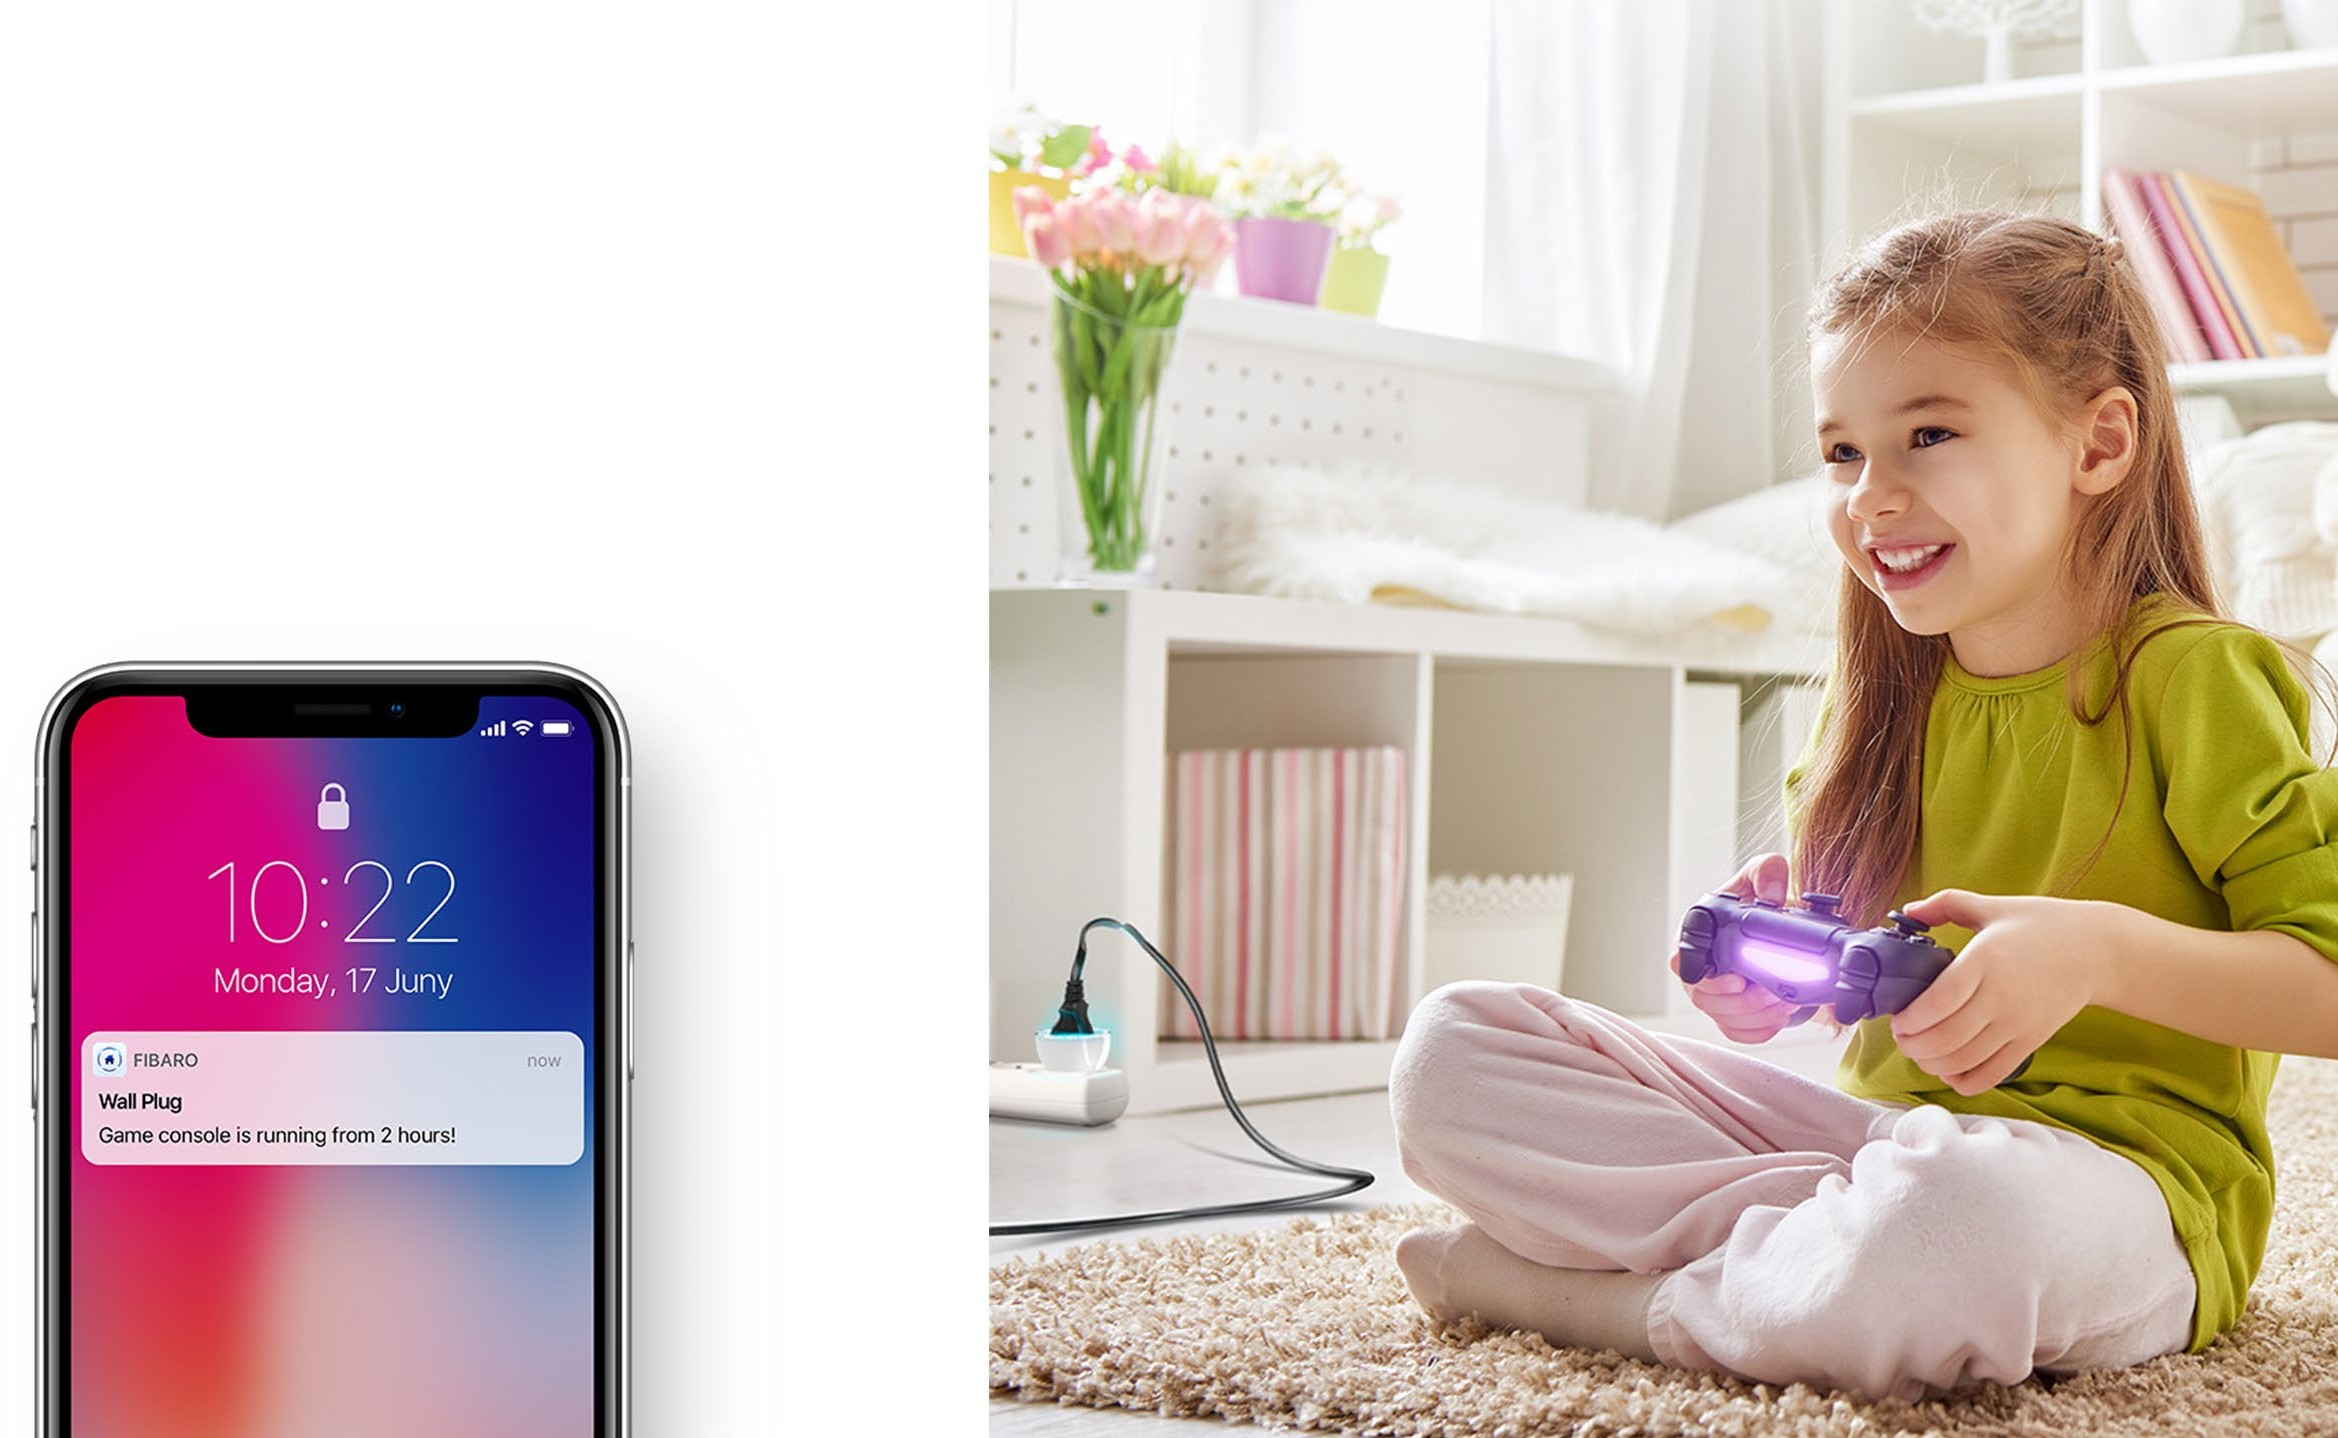 10:22
Monday, 17 Juny
FIBARO
now
Wall Plug
Game console is running from 2 hours!